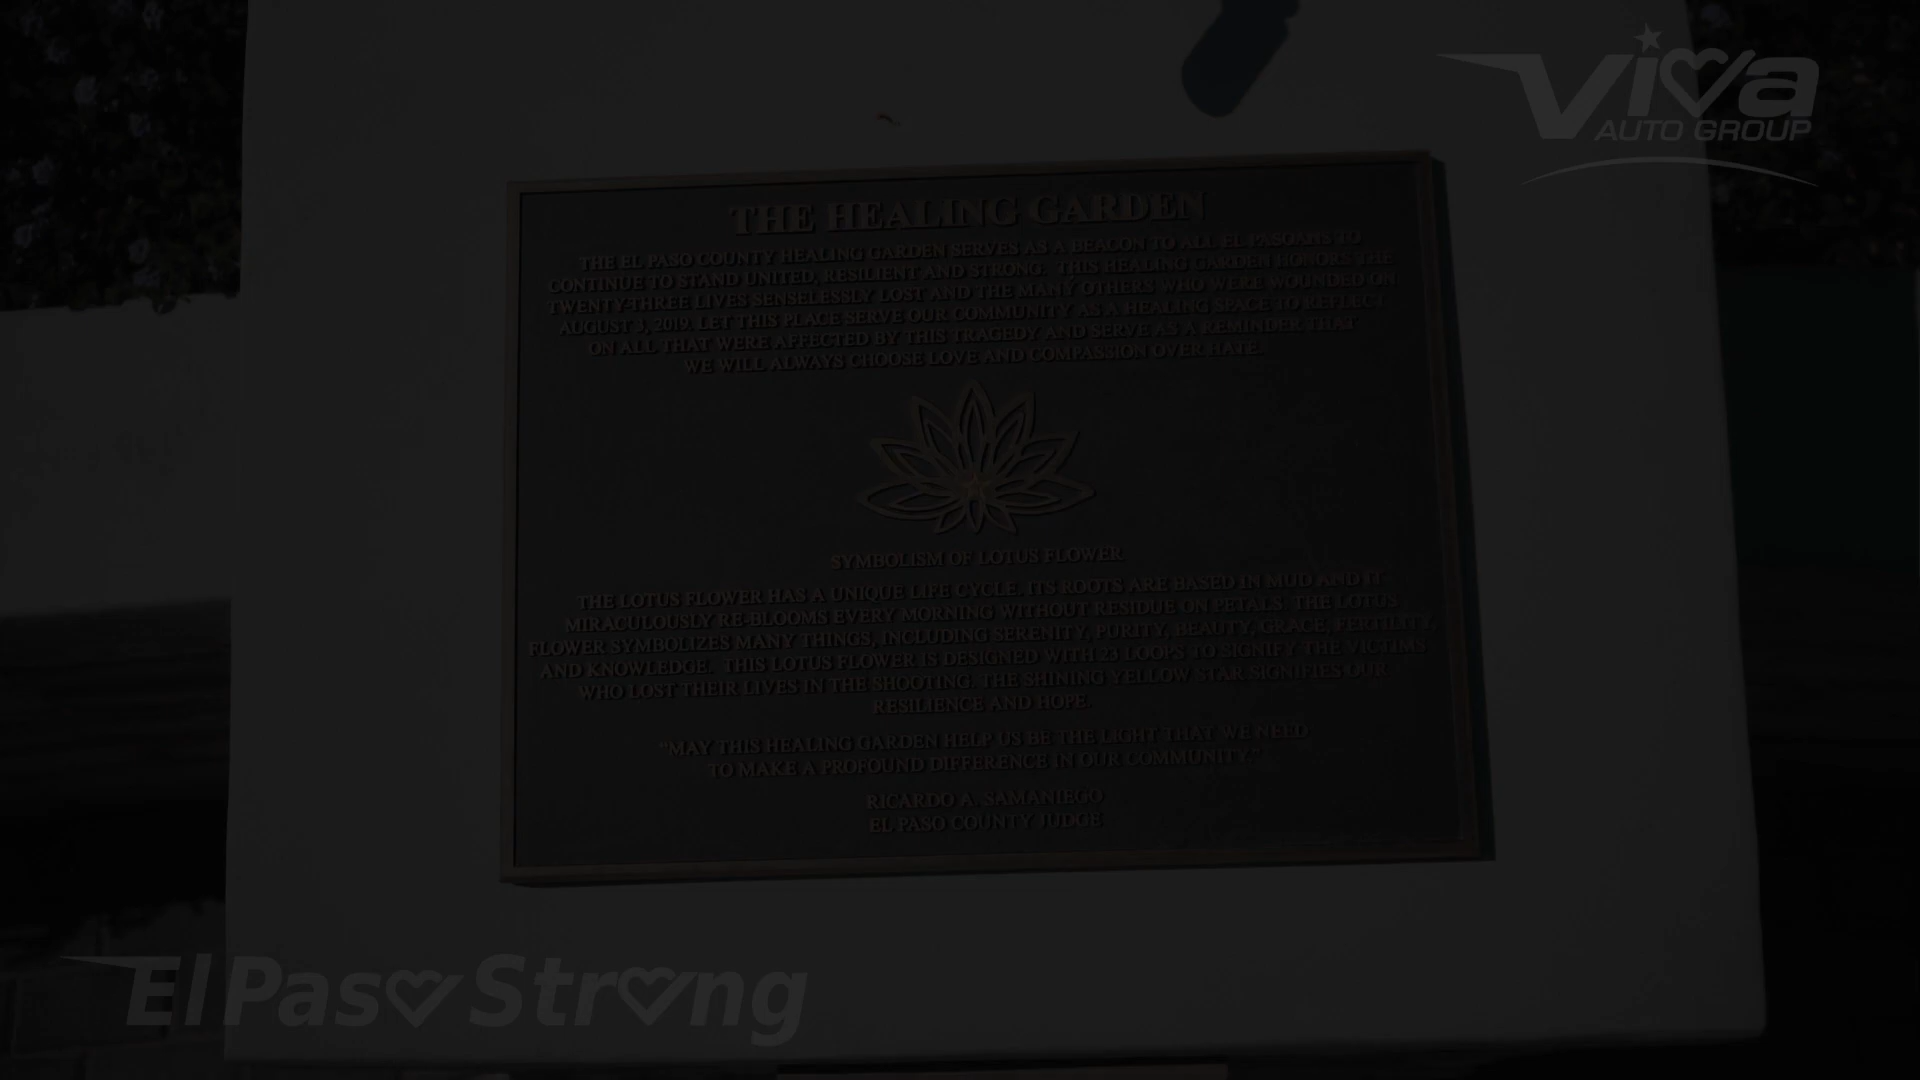 Viva
AUTO GROUP
THE HEALING GARDEN
THE EL PASO COUNTY HEALING GARDEN SERVES AS A BEACON TO ALL EL PASOANS TO
CONTINUE TO STAND UNITED, RESILIENT AND STRONG. THIS HEALING GARDEN HONORS THE
TWENTY-THREE LIVES SENSELESSLY LOST AND THE MANY OTHERS WHO WERE WOUNDED ON
AUGUST 3, 2019. LET THIS PLACE SERVE OUR COMMUNITY AS A HEALING SPACE TO REFLECT
ON ALL THAT WERE AFFECTED BY THIS TRAGEDY AND SERVE AS A REMINDER THAT
WE WILL ALWAYS CHOOSE LOVE AND COMPASSION OVER HATE.
SYMBOLISM OF LOTUS FLOWER
THE LOTUS FLOWER HAS A UNIQUE LIFE CYCLE. ITS ROOTS ARE BASED IN MUD AND IT
MIRACULOUSLY RE-BLOOMS EVERY MORNING WITHOUT RESIDUE ON PETALS. THE LOTUS
FLOWER SYMBOLIZES MANY THINGS, INCLUDING SERENITY, PURITY, BEAUTY, GRACE, FERTILITY,
AND KNOWLEDGE. THIS LOTUS FLOWER IS DESIGNED WITH 23 LOOPS TO SIGNIFY THE VICTIMS
WHO LOST THEIR LIVES IN THE SHOOTING. THE SHINING YELLOW STAR SIGNIFIES OUR
RESILIENCE AND HOPE.
"MAY THIS HEALING GARDEN HELP US BE THE LIGHT THAT WE NEED
TO MAKE A PROFOUND DIFFERENCE IN OUR COMMUNITY."
RICARDO A. SAMANIEGO
EL PASO COUNTY JUDGE
El Paso Strong